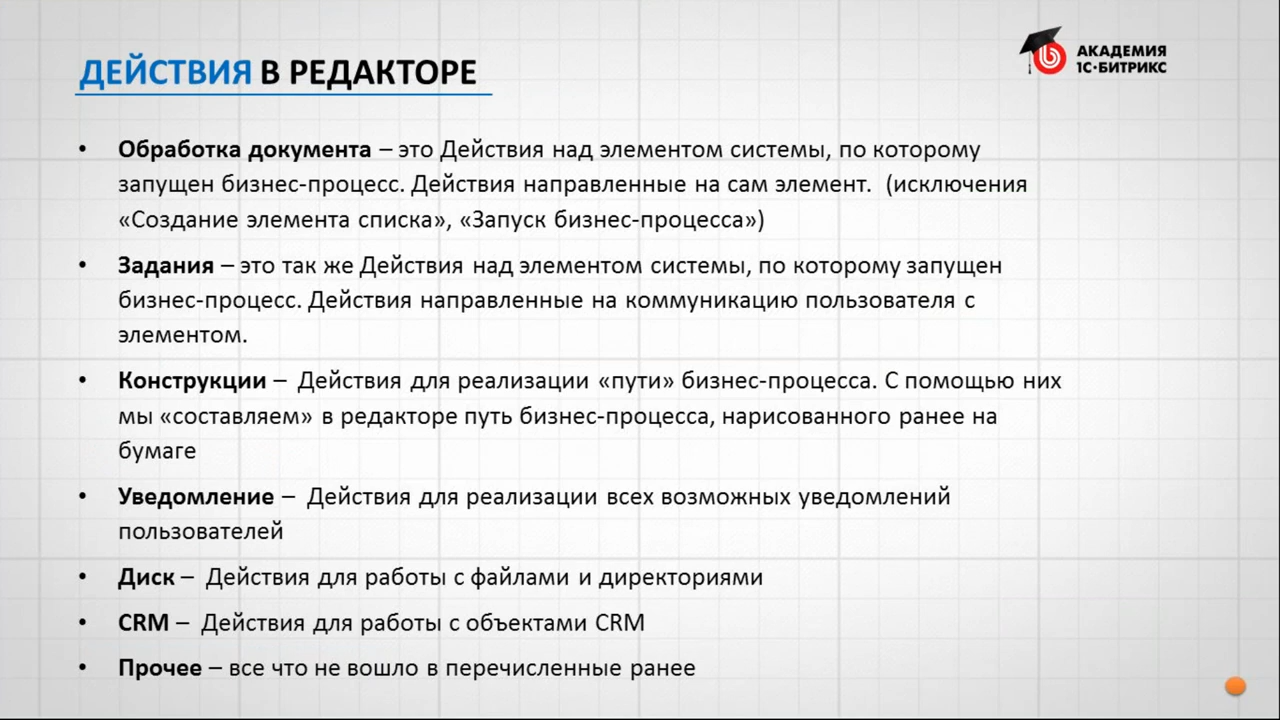 ДЕЙСТВИЯ В РЕДАКТОРЕ
АКАДЕМИЯ
1С·БИТРИКС
• Обработка документа – это Действия над элементом системы, по которому
запущен бизнес-процесс. Действия направленные на сам элемент. (исключения
«Создание элемента списка», «Запуск бизнес-процесса»)
• Задания – это так же Действия над элементом системы, по которому запущен
бизнес-процесс. Действия направленные на коммуникацию пользователя с
элементом.
• Конструкции – Действия для реализации «пути» бизнес-процесса. С помощью них
мы «составляем» в редакторе путь бизнес-процесса, нарисованного ранее на
бумаге
• Уведомление – Действия для реализации всех возможных уведомлений
пользователей
• Диск – Действия для работы с файлами и директориями
• CRM – Действия для работы с объектами CRM
• Прочее – все что не вошло в перечисленные ранее